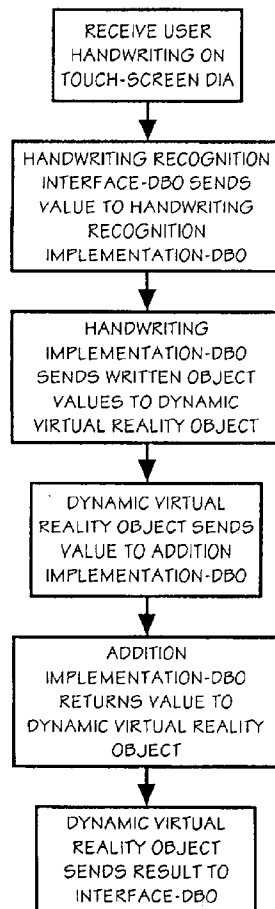 RECEIVE USER
HANDWRITING ON
TOUCH-SCREEN DIA
HANDWRITING RECOGNITION
INTERFACE-DBO SENDS
VALUE TO HANDWRITING
RECOGNITION
IMPLEMENTATION-DBO
HANDWRITING
IMPLEMENTATION-DBO
SENDS WRITTEN OBJECT
VALUES TO DYNAMIC
VIRTUAL REALITY OBJECT
DYNAMIC VIRTUAL
REALITY OBJECT SENDS
VALUE TO ADDITION
IMPLEMENTATION-DBO
ADDITION
IMPLEMENTATION-DBO
RETURNS VALUE TO
DYNAMIC VIRTUAL REALITY
OBJECT
DYNAMIC VIRTUAL
REALITY OBJECT
SENDS RESULT TO
INTERFACE-DBO